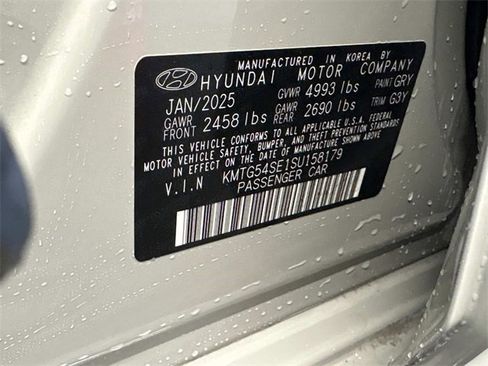 MANUFACTURED IN KOREA BY
HYUNDAI MOTOR COMPANY
JAN/2025 GVWR 4993 lbs PAINT GRY
GAWR FRONT 2458 lbs GAWR REAR 2690 lbs TRIM G3Y
THIS VEHICLE CONFORMS TO ALL APPLICABLE U.S.A. FEDERAL
MOTOR VEHICLE SAFETY, BUMPER, AND THEFT PREVENTION STANDARDS
IN EFFECT ON THE DATE OF MANUFACTURE SHOWN ABOVE.
V.I.N KMTG54SE1SU158179
PASSENGER CAR